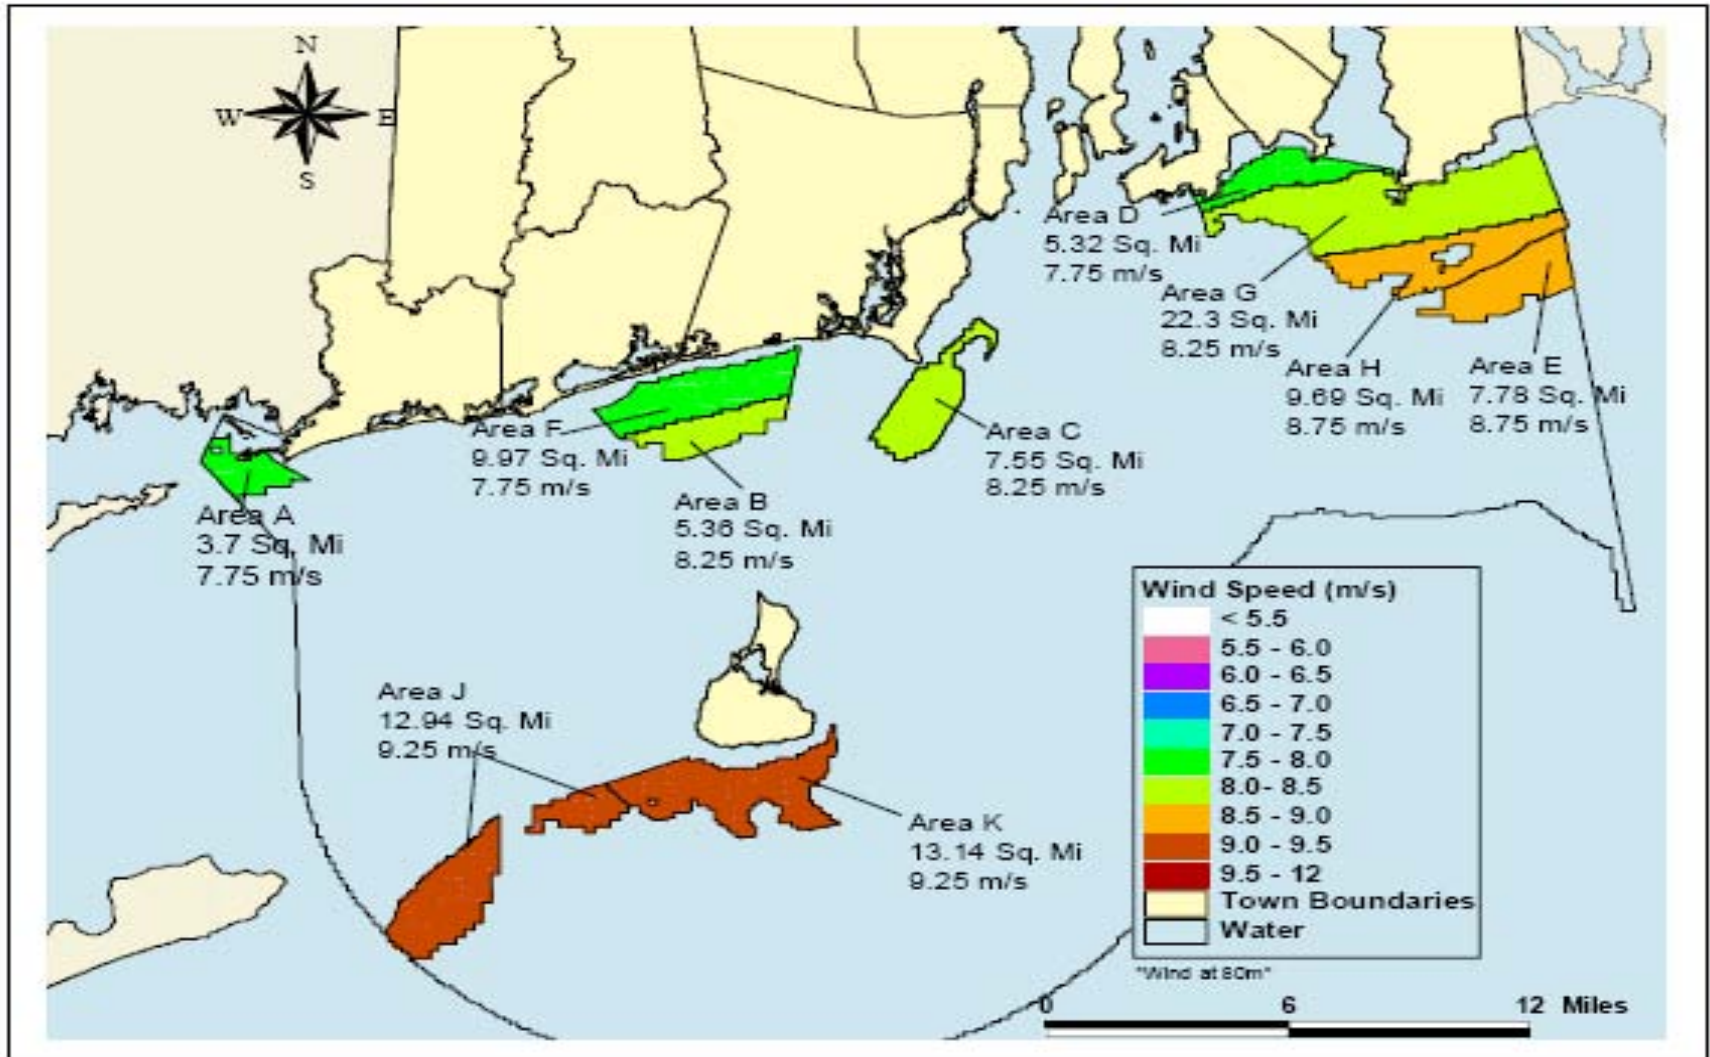 N
W
E
S
Area D
5.32 Sq. Mi
7.75 m/s
Area G
22.3 Sq. Mi
8.25 m/s
Area H
9.69 Sq. Mi
8.75 m/s
Area E
7.78 Sq. Mi
8.75 m/s
Area F
9.97 Sq. Mi
7.75 m/s
Area C
7.55 Sq. Mi
8.25 m/s
Area B
5.36 Sq. Mi
8.25 m/s
Area A
3.7 Sq. Mi
7.75 m/s
Area J
12.94 Sq. Mi
9.25 m/s
Area K
13.14 Sq. Mi
9.25 m/s
Wind Speed (m/s)
< 5.5
5.5 - 6.0
6.0 - 6.5
6.5 - 7.0
7.0 - 7.5
7.5 - 8.0
8.0- 8.5
8.5 - 9.0
9.0 - 9.5
9.5 - 12
Town Boundaries
Water
"Wind at 80m"
0 6 12 Miles